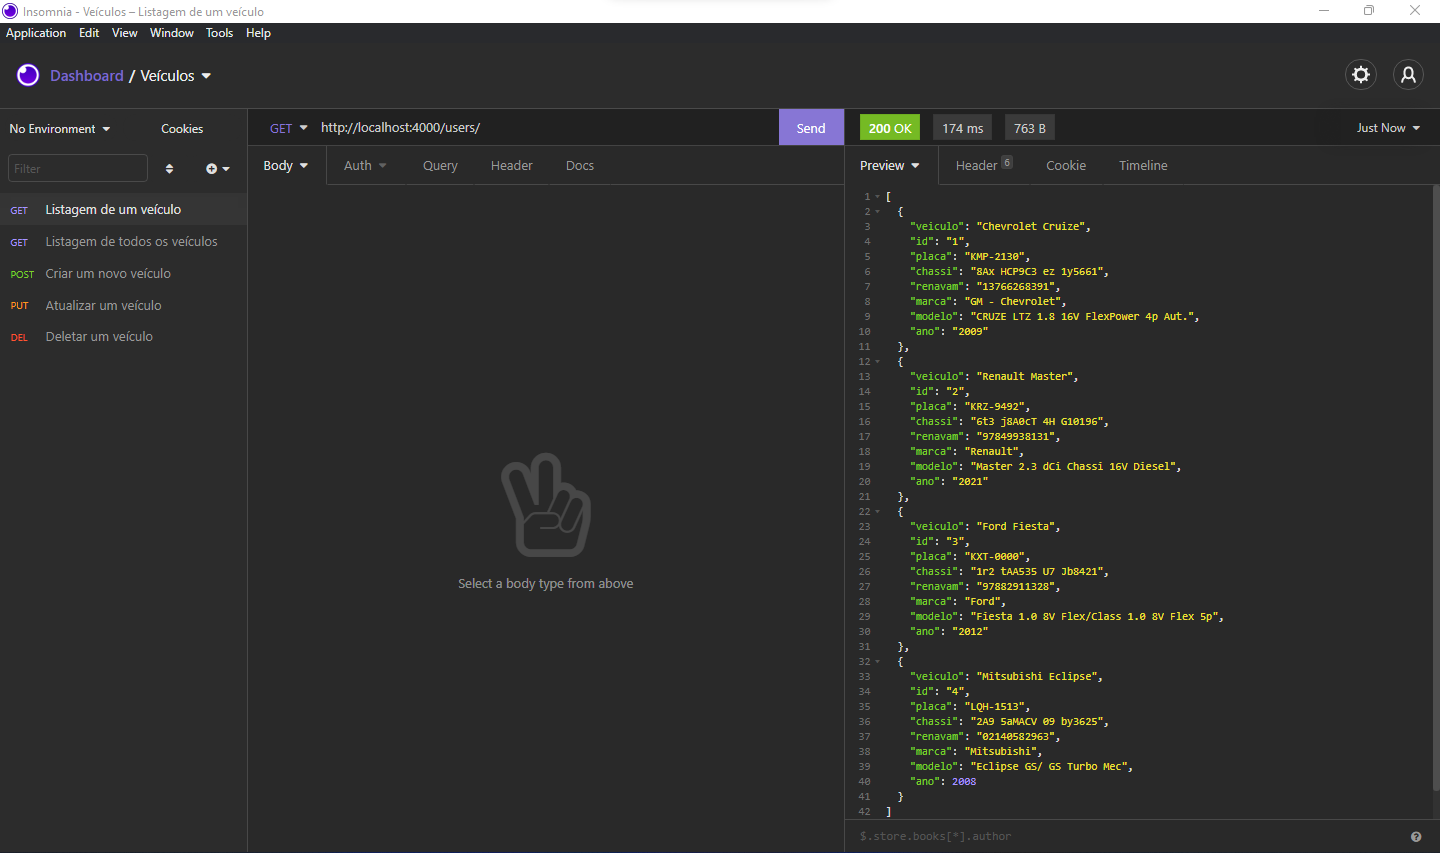 Insomnia - Veículos – Listagem de um veículo
Application Edit View Window Tools Help
Dashboard / Veículos
No Environment Cookies
GET http://localhost:4000/users/ Send
200 OK 174 ms 763 B Just Now
Filter
Body Auth Query Header Docs
Preview Header 6 Cookie Timeline
GET Listagem de um veículo
GET Listagem de todos os veículos
POST Criar um novo veículo
PUT Atualizar um veículo
DEL Deletar um veículo
Select a body type from above
1 [
2 {
3 "veiculo": "Chevrolet Cruize",
4 "id": "1",
5 "placa": "KMP-2130",
6 "chassi": "8Ax HCP9C3 ez 1y5661",
7 "renavam": "13766268391",
8 "marca": "GM - Chevrolet",
9 "modelo": "CRUZE LTZ 1.8 16V FlexPower 4p Aut.",
10 "ano": "2009"
11 },
12 {
13 "veiculo": "Renault Master",
14 "id": "2",
15 "placa": "KRZ-9492",
16 "chassi": "6t3 jBA0cT 4H G10196",
17 "renavam": "97849938131",
18 "marca": "Renault",
19 "modelo": "Master 2.3 dCi Chassi 16V Diesel",
20 "ano": "2021"
21 },
22 {
23 "veiculo": "Ford Fiesta",
24 "id": "3",
25 "placa": "KXT-0000",
26 "chassi": "1r2 tAA535 U7 Jb8421",
27 "renavam": "97882911328",
28 "marca": "Ford",
29 "modelo": "Fiesta 1.0 8V Flex/Class 1.0 8V Flex 5p",
30 "ano": "2012"
31 },
32 {
33 "veiculo": "Mitsubishi Eclipse",
34 "id": "4",
35 "placa": "LQH-1513",
36 "chassi": "2A9 5aMACV 09 by3625",
37 "renavam": "02140582963",
38 "marca": "Mitsubishi",
39 "modelo": "Eclipse GS/ GS Turbo Mec",
40 "ano": 2008
41 }
42 ]
$.store.books[*].author